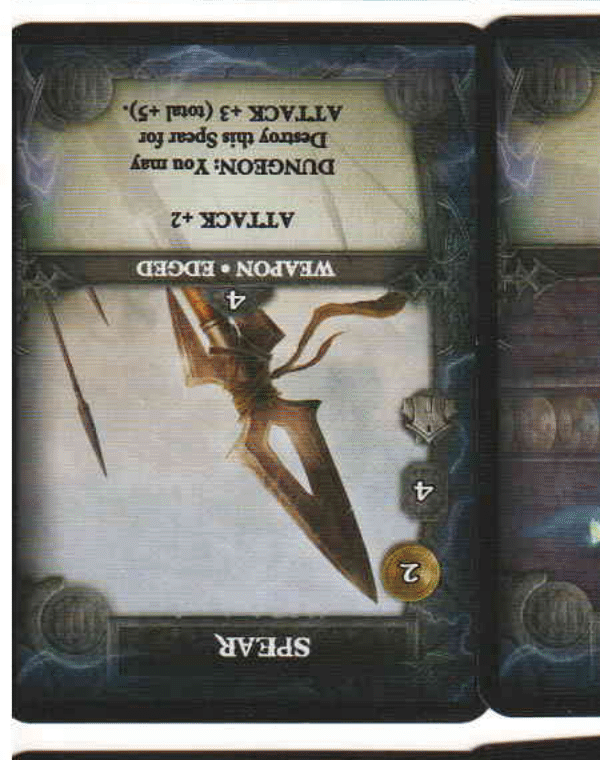 SPEAR
2
4
4
WEAPON • EDGED
ATTACK +2
DUNGEON: You may
Destroy this Spear for
ATTACK +3 (total +5).